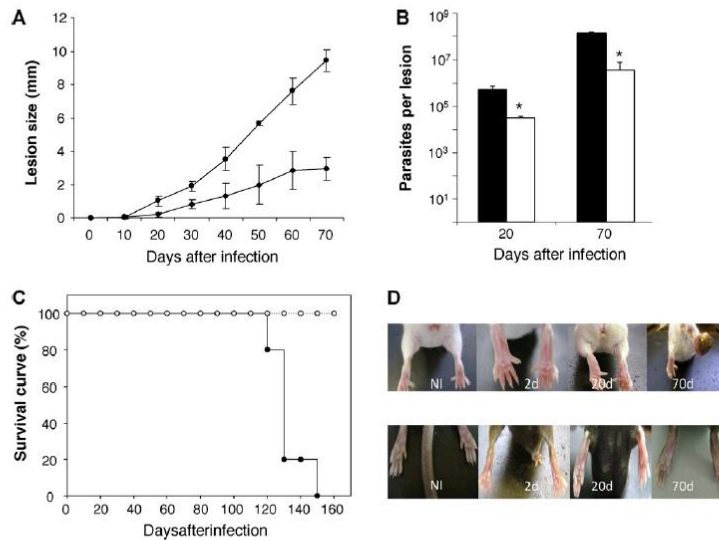 A
Lesion size (mm)
12
10
8
6
4
2
0
0 10 20 30 40 50 60 70
Days after infection
B
Parasites per lesion
10⁹
10⁷
10⁵
10³
10¹
*
*
20 70
Days after infection
C
Survival curve (%)
100
80
60
40
20
0
0 20 40 60 80 100 120 140 160
Daysafterinfection
D
NI 2d 20d 70d
NI 2d 20d 70d